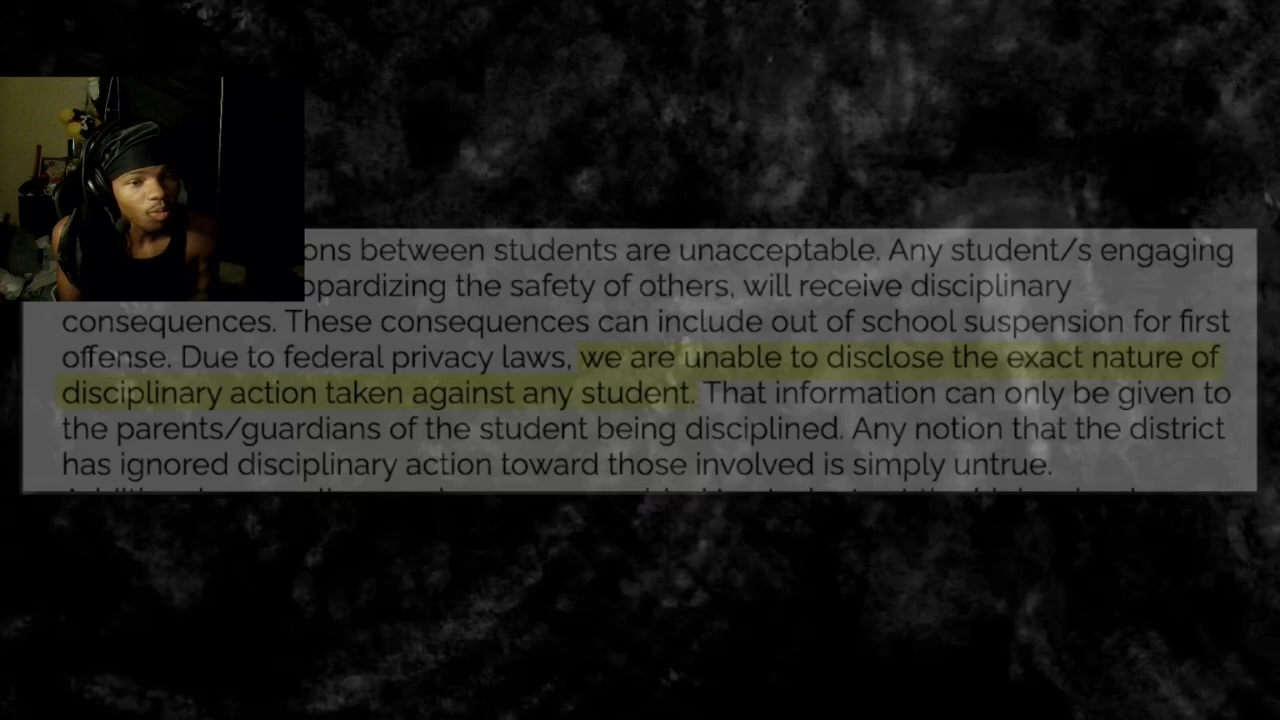 ons between students are unacceptable. Any student/s engaging
opardizing the safety of others, will receive disciplinary
consequences. These consequences can include out of school suspension for first
offense. Due to federal privacy laws, we are unable to disclose the exact nature of
disciplinary action taken against any student. That information can only be given to
the parents/guardians of the student being disciplined. Any notion that the district
has ignored disciplinary action toward those involved is simply untrue.